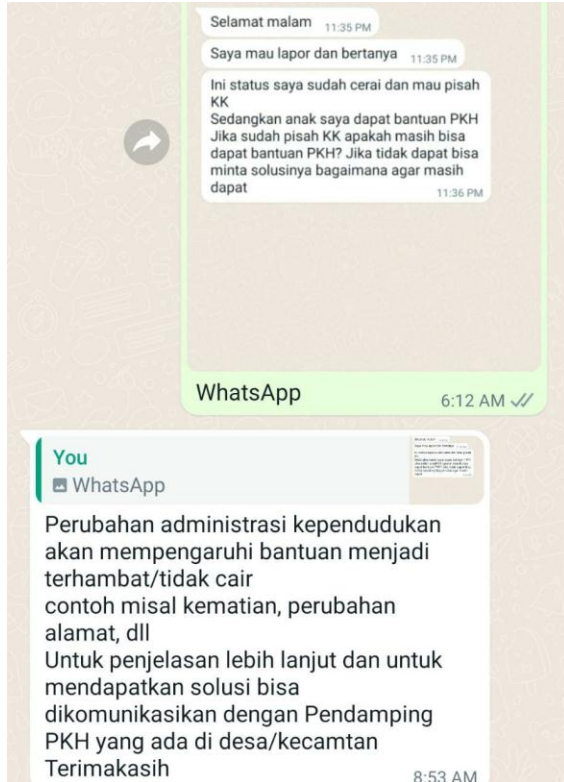 Selamat malam 11:35 PM
Saya mau lapor dan bertanya 11:35 PM
Ini status saya sudah cerai dan mau pisah
KK
Sedangkan anak saya dapat bantuan PKH
Jika sudah pisah KK apakah masih bisa
dapat bantuan PKH? Jika tidak dapat bisa
minta solusinya bagaimana agar masih
dapat 11:36 PM
WhatsApp 6:12 AM
You
WhatsApp
Perubahan administrasi kependudukan
akan mempengaruhi bantuan menjadi
terhambat/tidak cair
contoh misal kematian, perubahan
alamat, dll
Untuk penjelasan lebih lanjut dan untuk
mendapatkan solusi bisa
dikomunikasikan dengan Pendamping
PKH yang ada di desa/kecamtan
Terimakasih 8:53 AM